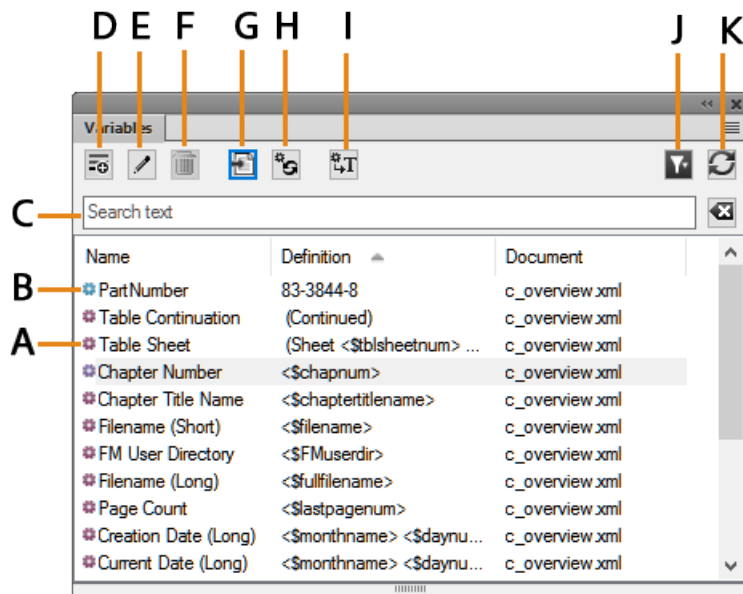 D E F G H I J K
Variables
T
C Search text
Name Definition Document
B PartNumber 83-3844-8 c_overview.xml
Table Continuation (Continued) c_overview.xml
A Table Sheet (Sheet <$tblsheetnum> ... c_overview.xml
Chapter Number <$chapnum> c_overview.xml
Chapter Title Name <$chaptertitlename> c_overview.xml
Filename (Short) <$filename> c_overview.xml
FM User Directory <$FMuserdir> c_overview.xml
Filename (Long) <$fullfilename> c_overview.xml
Page Count <$lastpagenum> c_overview.xml
Creation Date (Long) <$monthname> <$daynu... c_overview.xml
Current Date (Long) <$monthname> <$daynu... c_overview.xml